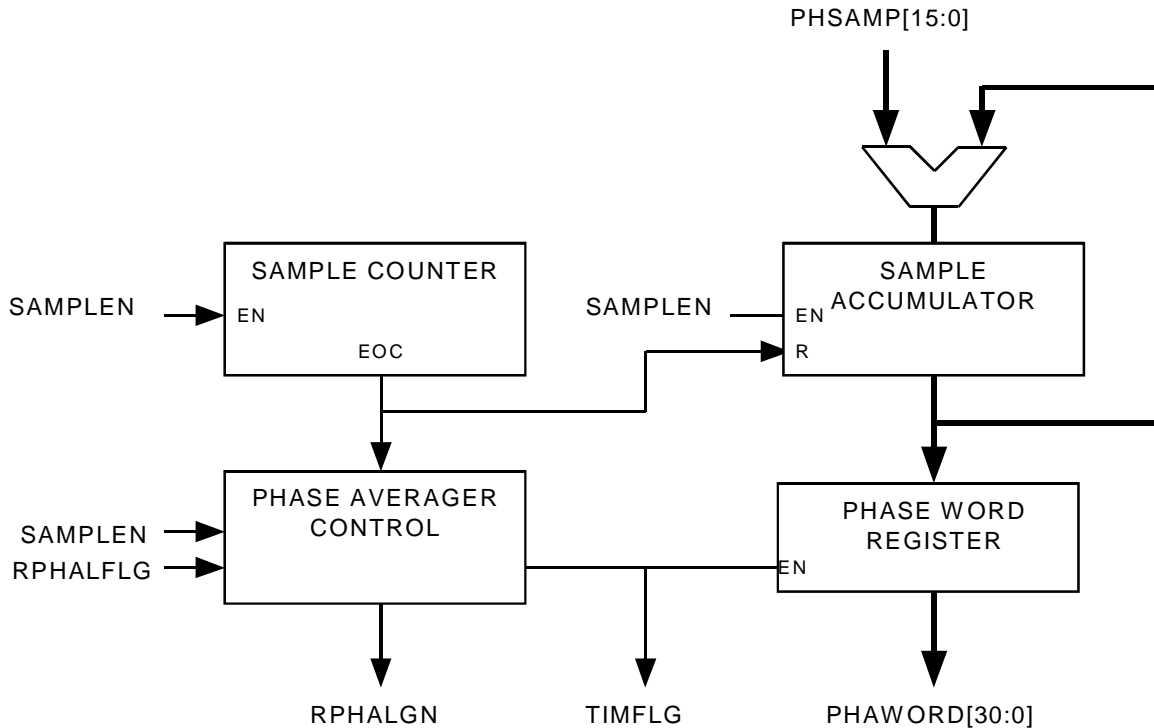 PHSAMP[15:0]
SAMPLE COUNTER
SAMPLEN
EN
EOC
SAMPLE
ACCUMULATOR
SAMPLEN
EN
R
PHASE AVERAGER
CONTROL
SAMPLEN
RPHALFLG
PHASE WORD
REGISTER
EN
RPHALGN
TIMFLG
PHAWORD[30:0]